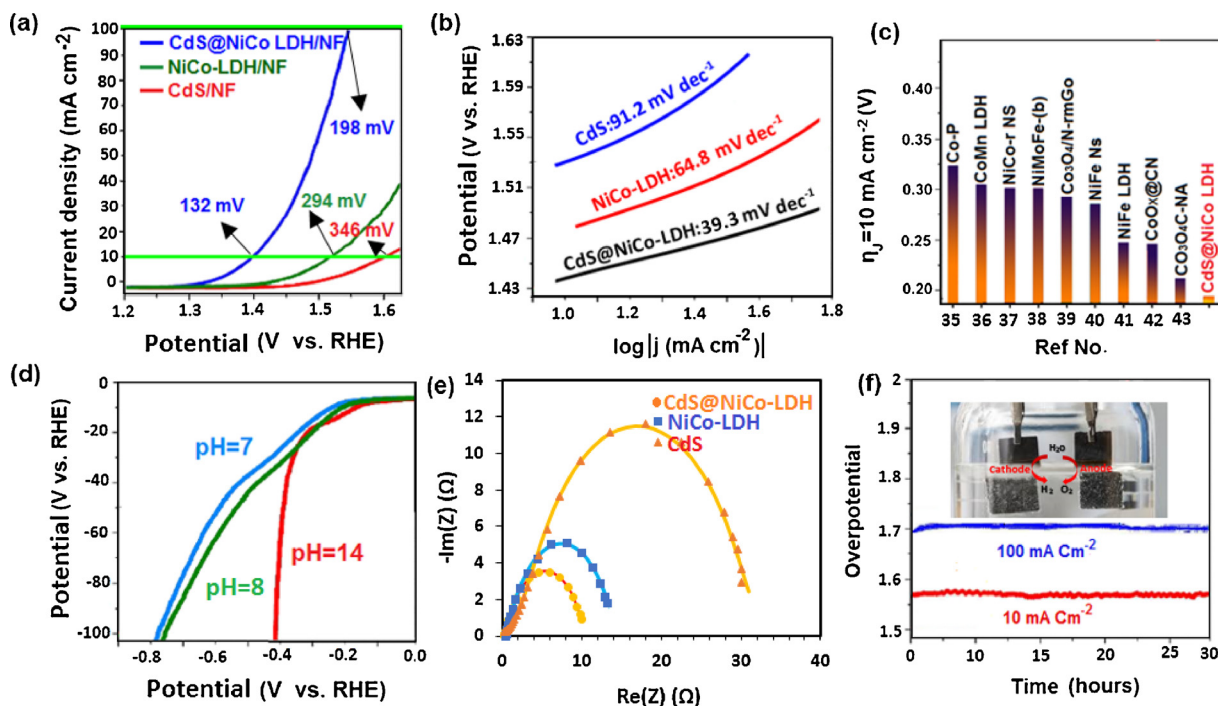 (a)
Current density (mA cm⁻²)
100
90
80
70
60
50
40
30
20
10
0
CdS@NiCo LDH/NF
NiCo-LDH/NF
CdS/NF
198 mV
132 mV
294 mV
346 mV
1.2 1.3 1.4 1.5 1.6
Potential (V vs. RHE)
(b)
Potential (V vs. RHE)
1.63
1.55
1.51
1.47
1.43
CdS:91.2 mV dec⁻¹
NiCo-LDH:64.8 mV dec⁻¹
CdS@NiCo-LDH:39.3 mV dec⁻¹
1.0 1.2 1.4 1.6 1.8
log|j (mA cm⁻²)|
(c)
ηJ=10 mA cm⁻² (V)
0.40
0.35
0.30
0.25
0.20
Co-P
CoMn LDH
NiCo-r NS
NiMoFe-(b)
Co₃O₄/N-rmGo
NiFe Ns
NiFe LDH
CoOₓ@CN
CO₃O₄C-NA
CdS@NiCo LDH
35 36 37 38 39 40 41 42 43
Ref No.
(d)
Potential (V vs. RHE)
0
-20
-40
-60
-80
-100
pH=7
pH=8
pH=14
-0.8 -0.6 -0.4 -0.2 0.0
Potential (V vs. RHE)
(e)
-Im(Z) (Ω)
14
12
10
8
6
4
2
0
CdS@NiCo-LDH
NiCo-LDH
CdS
0 10 20 30 40
Re(Z) (Ω)
(f)
Overpotential
2
1.9
1.8
1.7
1.6
1.5
H₂O
Cathode
Anode
H₂ O₂
100 mA Cm⁻²
10 mA Cm⁻²
0 5 10 15 20 25 30
Time (hours)